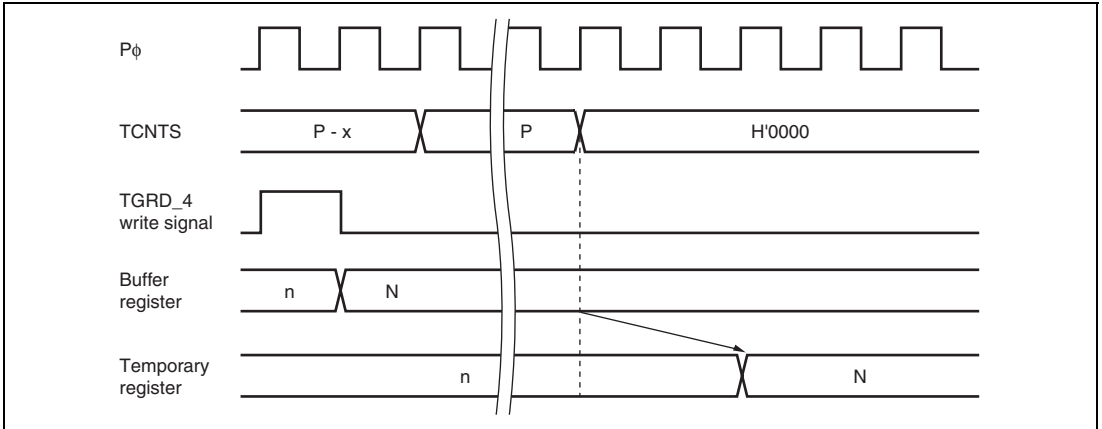 Pϕ
TCNTS
P - x
P
H'0000
TGRD_4
write signal
Buffer
register
n
N
Temporary
register
n
N